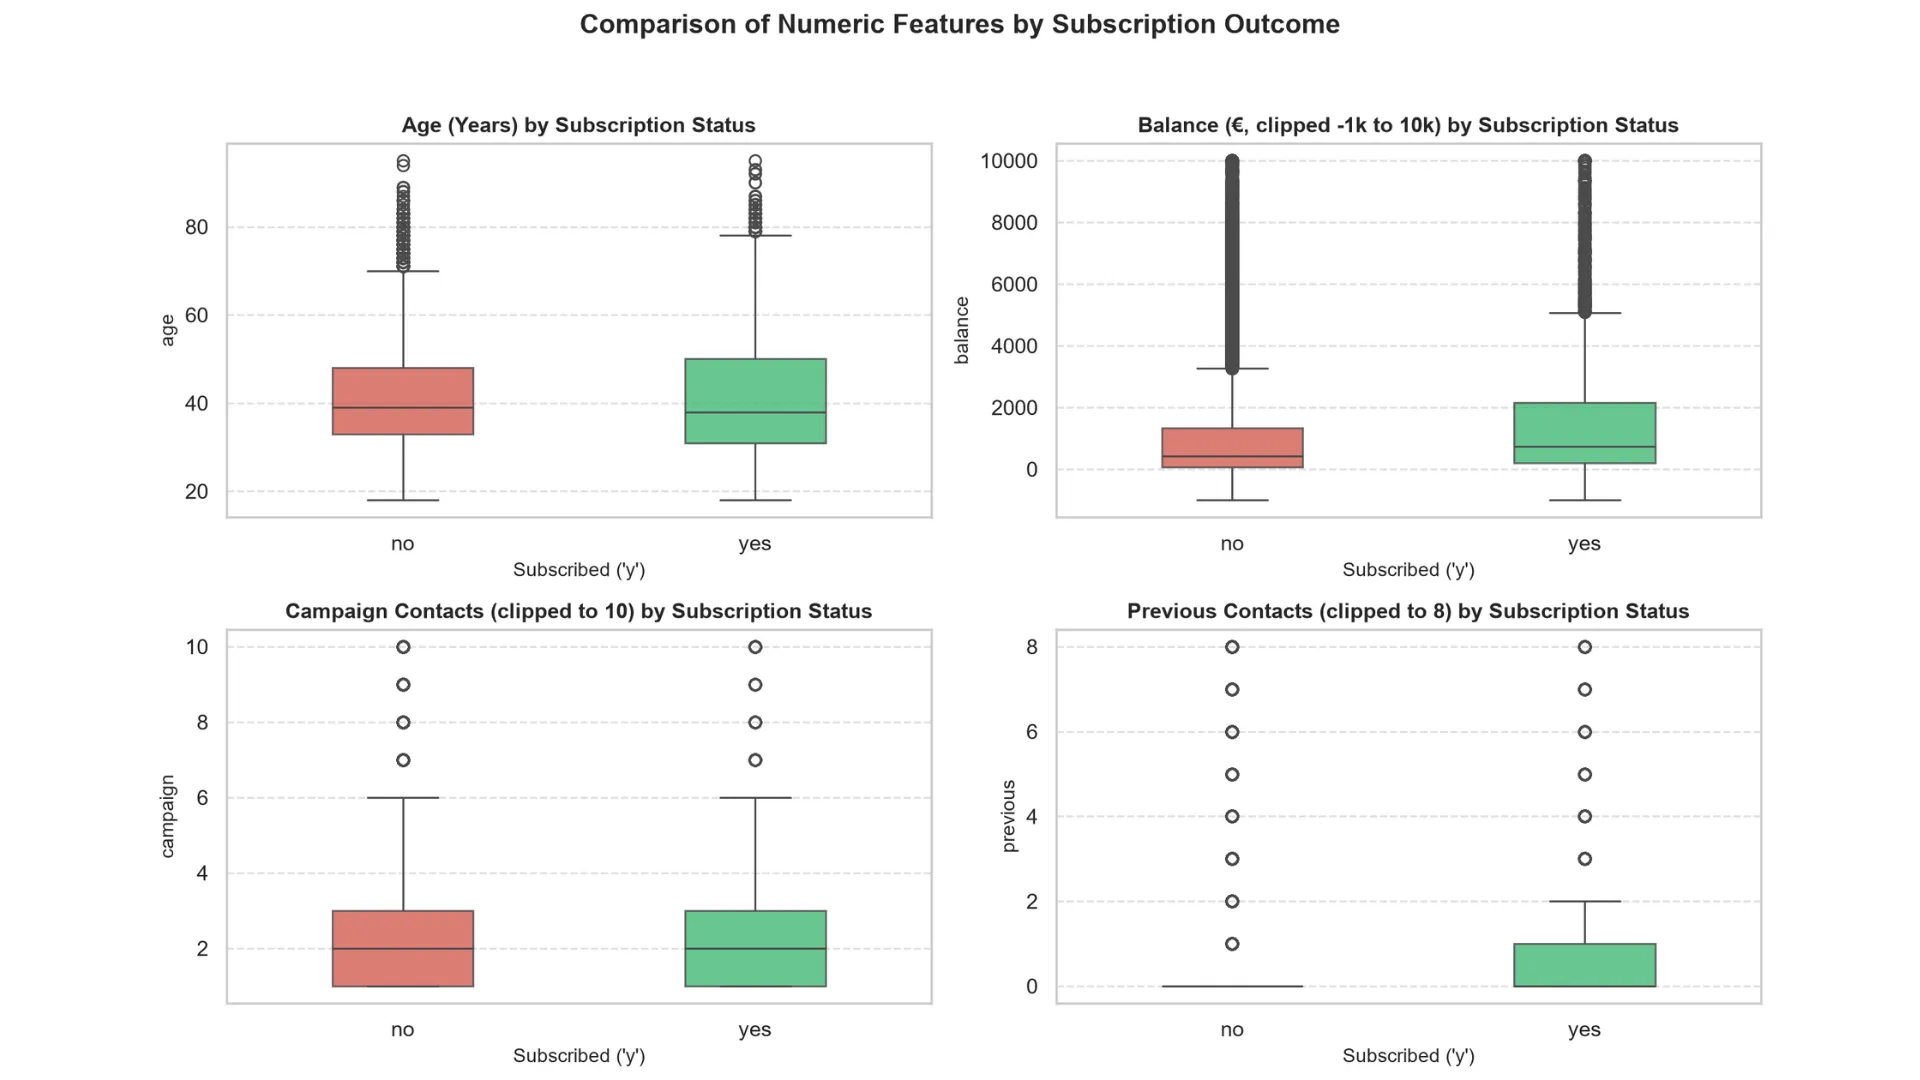 Comparison of Numeric Features by Subscription Outcome
Age (Years) by Subscription Status
80
60
40
20
age
no yes
Subscribed ('y')
Balance (€, clipped -1k to 10k) by Subscription Status
10000
8000
6000
4000
2000
0
balance
no yes
Subscribed ('y')
Campaign Contacts (clipped to 10) by Subscription Status
10
8
6
4
2
campaign
no yes
Subscribed ('y')
Previous Contacts (clipped to 8) by Subscription Status
8
6
4
2
0
previous
no yes
Subscribed ('y')